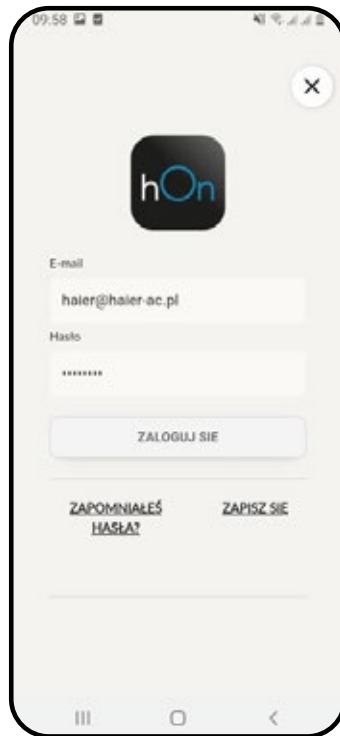 09:58
hOn
E-mail
haier@haier-ac.pl
Hasło
••••••••
ZALOGUJ SIE
ZAPOMNIAŁEŚ
HASŁA?
ZAPISZ SIE